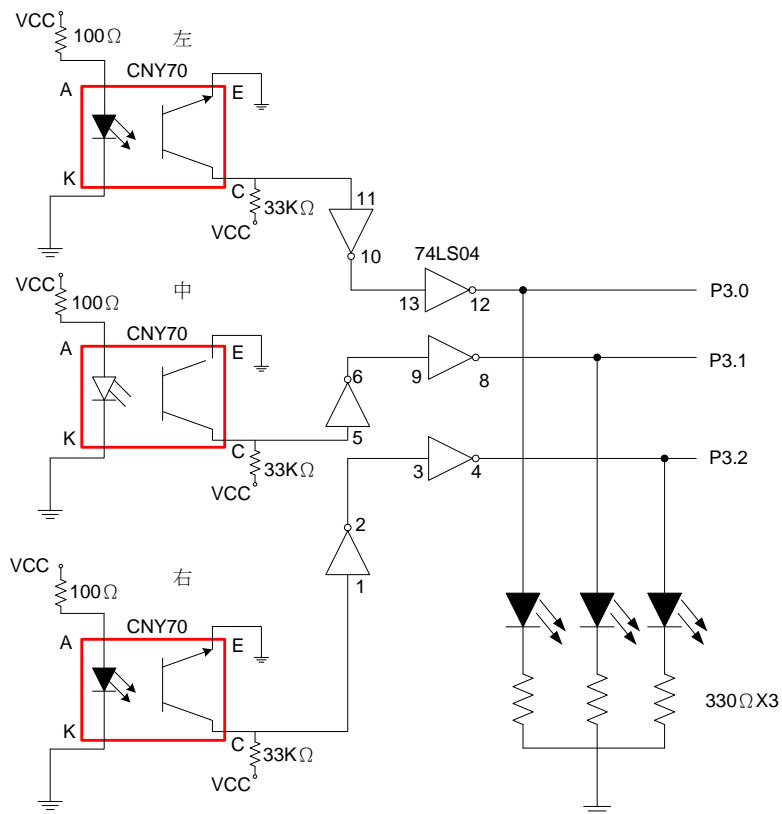 VCC
100Ω
左
CNY70
A
E
K
C
11
33KΩ
VCC
10
74LS04
13
12
P3.0
VCC
100Ω
中
CNY70
A
E
6
9
8
P3.1
K
C
5
33KΩ
VCC
3
4
P3.2
2
VCC
100Ω
右
1
CNY70
A
E
K
C
33KΩ
VCC
330ΩX3